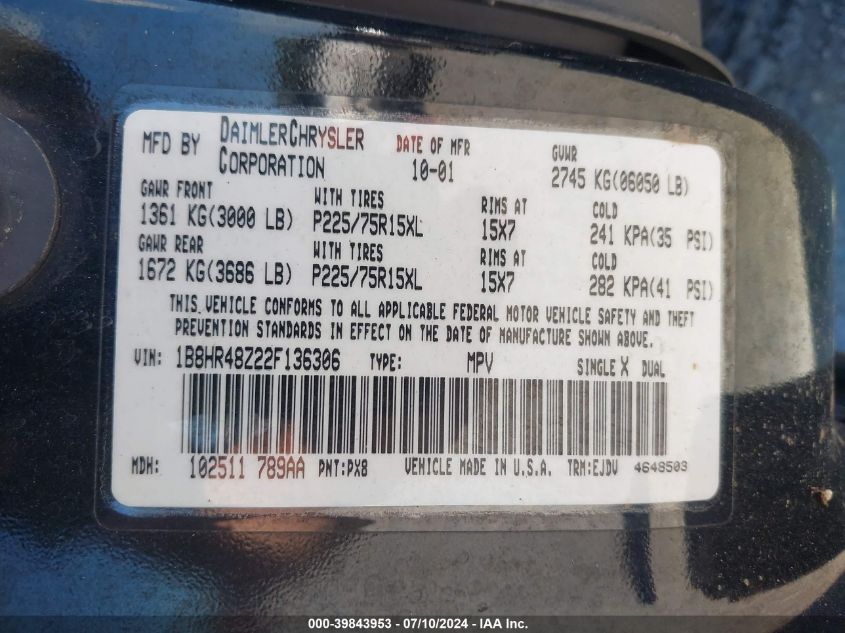 MFD BY DAIMLERCHRYSLER CORPORATION DATE OF MFR 10-01 GVWR 2745 KG(06050 LB)
GAWR FRONT WITH TIRES RIMS AT COLD
1361 KG(3000 LB) P225/75R15XL 15X7 241 KPA(35 PSI)
GAWR REAR WITH TIRES RIMS AT COLD
1672 KG(3686 LB) P225/75R15XL 15X7 282 KPA(41 PSI)
THIS VEHICLE CONFORMS TO ALL APPLICABLE FEDERAL MOTOR VEHICLE SAFETY AND THEFT
PREVENTION STANDARDS IN EFFECT ON THE DATE OF MANUFACTURE SHOWN ABOVE.
VIN: 1B8HR48Z22F136306 TYPE: MPV SINGLE X DUAL
MDH: 102511 789AA PNT:PX8 VEHICLE MADE IN U.S.A. TRM:EJDV 4648503
000-39843953 - 07/10/2024 - IAAI.com